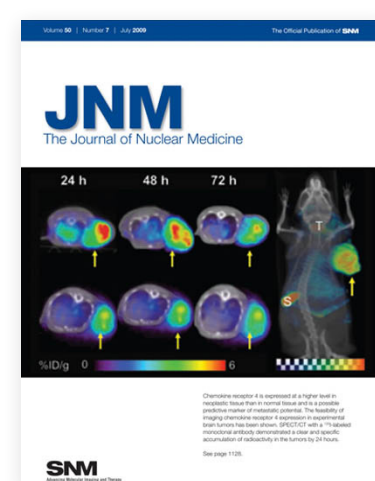 Volume 50 | Number 7 | July 2009
The Official Publication of SNM
JNM
The Journal of Nuclear Medicine
24 h 48 h 72 h
T
S
%ID/g 0 6
Chemokine receptor 4 is expressed at a higher level in
neoplastic tissue than in normal tissue and is a possible
predictive marker of metastatic potential. The feasibility of
imaging chemokine receptor 4 expression in experimental
brain tumors has been shown. SPECT/CT with a ¹²⁵I-labeled
monoclonal antibody demonstrated a clear and specific
accumulation of radioactivity in the tumors by 24 hours.
See page 1128.
SNM
Advancing Molecular Imaging and Therapy